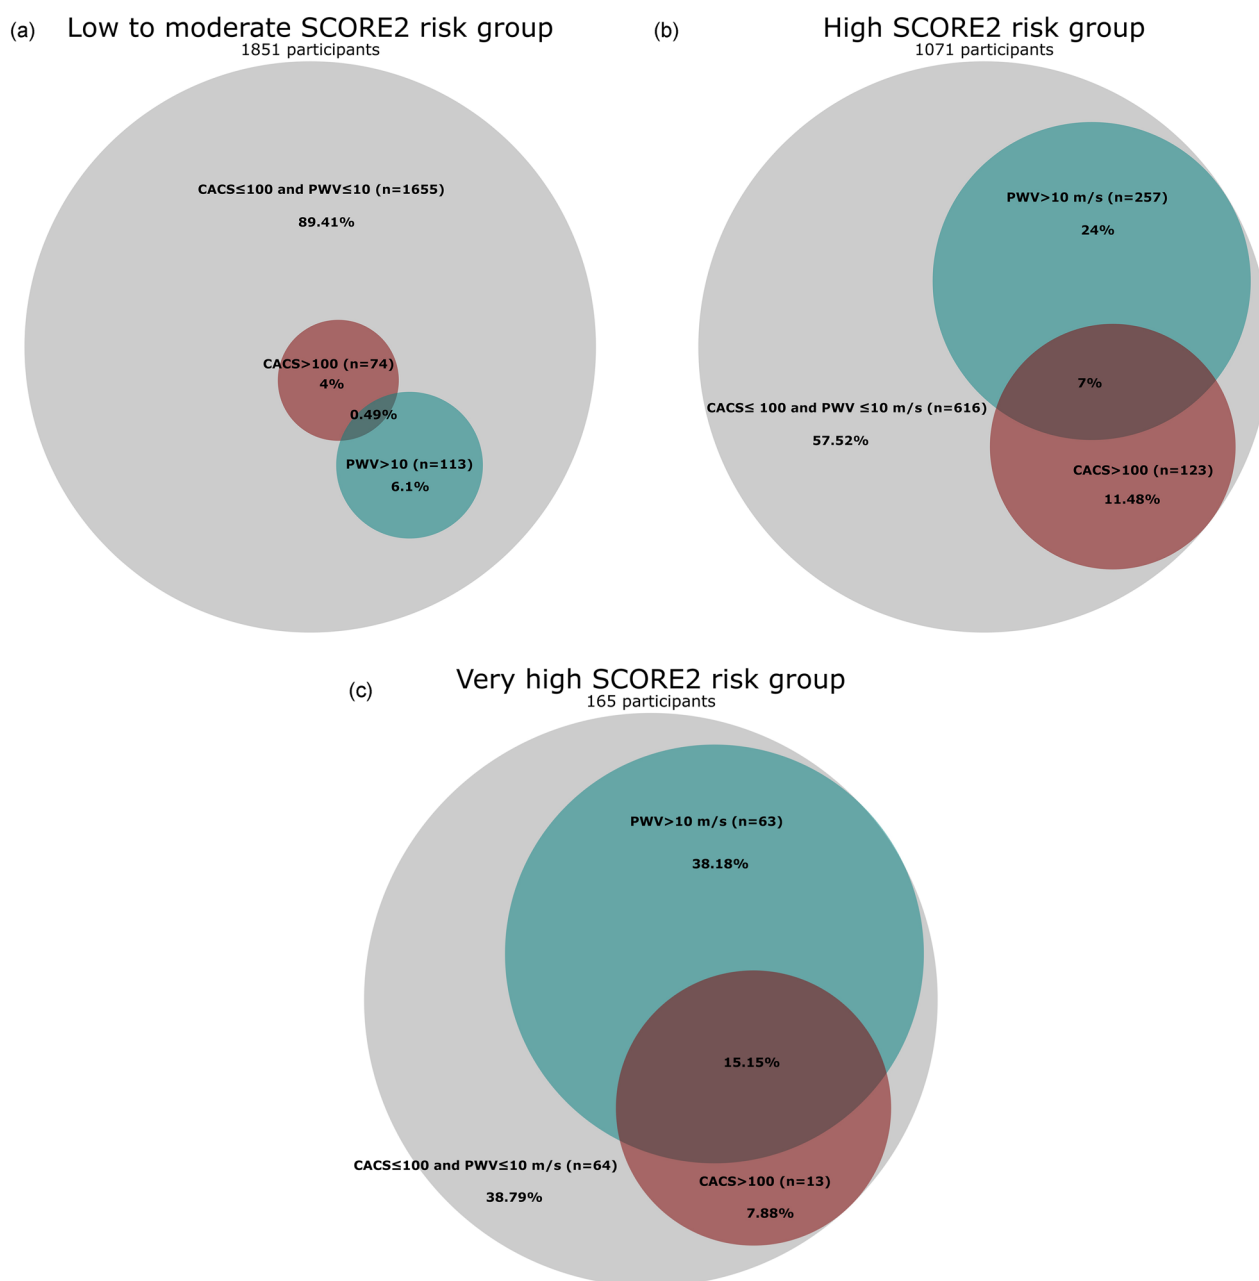 (a) Low to moderate SCORE2 risk group
1851 participants
CACS≤100 and PWV≤10 (n=1655)
89.41%
CACS>100 (n=74)
4%
0.49%
PWV>10 (n=113)
6.1%
(b) High SCORE2 risk group
1071 participants
PWV>10 m/s (n=257)
24%
7%
CACS≤ 100 and PWV ≤10 m/s (n=616)
57.52%
CACS>100 (n=123)
11.48%
(c) Very high SCORE2 risk group
165 participants
PWV>10 m/s (n=63)
38.18%
15.15%
CACS≤100 and PWV≤10 m/s (n=64)
38.79%
CACS>100 (n=13)
7.88%